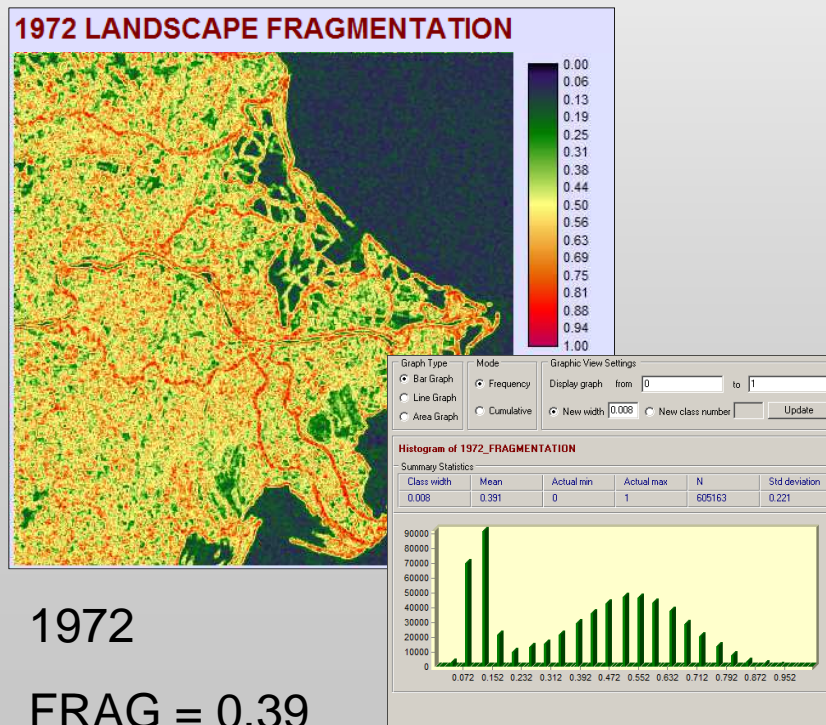 1972 LANDSCAPE FRAGMENTATION
0.00
0.06
0.13
0.19
0.25
0.31
0.38
0.44
0.50
0.56
0.63
0.69
0.75
0.81
0.88
0.94
1.00
Graph Type
Bar Graph
Line Graph
Area Graph
Mode
Frequency
Cumulative
Graphic View Settings
Display graph from 0 to 1
New width 0.008 New class number Update
Histogram of 1972_FRAGMENTATION
Summary Statistics
Class width Mean Actual min Actual max N Std deviation
0.008 0.391 0 1 605163 0.221
90000
80000
70000
60000
50000
40000
30000
20000
10000
0
0.072 0.152 0.232 0.312 0.392 0.472 0.552 0.632 0.712 0.792 0.872 0.952
1972
FRAG = 0.39